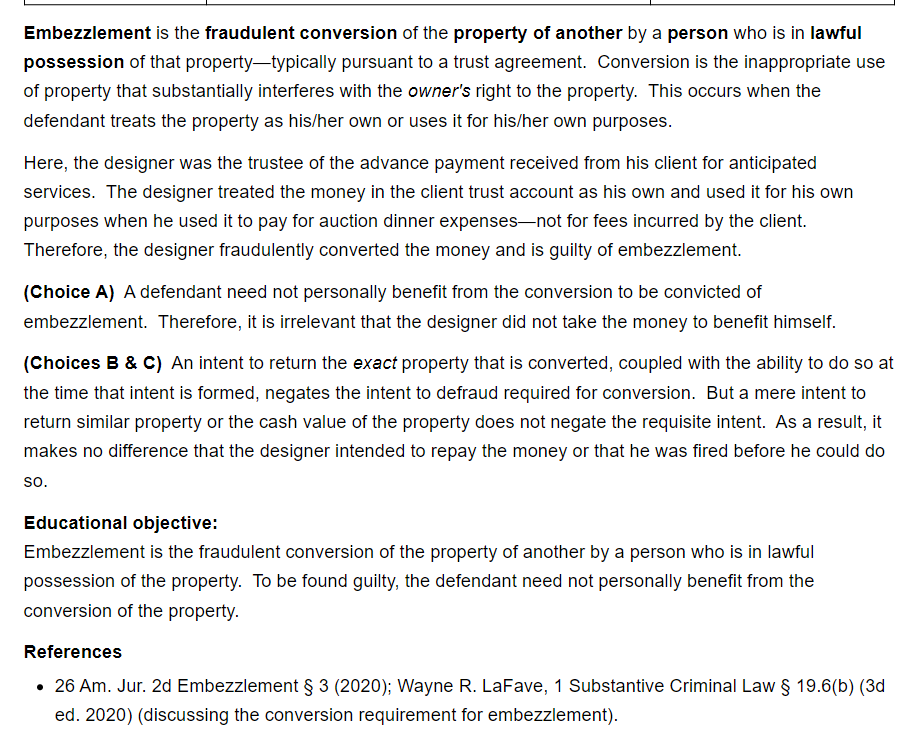 Embezzlement is the fraudulent conversion of the property of another by a person who is in lawful
possession of that property—typically pursuant to a trust agreement.  Conversion is the inappropriate use
of property that substantially interferes with the owner's right to the property.  This occurs when the
defendant treats the property as his/her own or uses it for his/her own purposes.
Here, the designer was the trustee of the advance payment received from his client for anticipated
services.  The designer treated the money in the client trust account as his own and used it for his own
purposes when he used it to pay for auction dinner expenses—not for fees incurred by the client.
Therefore, the designer fraudulently converted the money and is guilty of embezzlement.
(Choice A)  A defendant need not personally benefit from the conversion to be convicted of
embezzlement.  Therefore, it is irrelevant that the designer did not take the money to benefit himself.
(Choices B & C)  An intent to return the exact property that is converted, coupled with the ability to do so at
the time that intent is formed, negates the intent to defraud required for conversion.  But a mere intent to
return similar property or the cash value of the property does not negate the requisite intent.  As a result, it
makes no difference that the designer intended to repay the money or that he was fired before he could do
so.
Educational objective:
Embezzlement is the fraudulent conversion of the property of another by a person who is in lawful
possession of the property.  To be found guilty, the defendant need not personally benefit from the
conversion of the property.
References
• 26 Am. Jur. 2d Embezzlement § 3 (2020); Wayne R. LaFave, 1 Substantive Criminal Law § 19.6(b) (3d
ed. 2020) (discussing the conversion requirement for embezzlement).